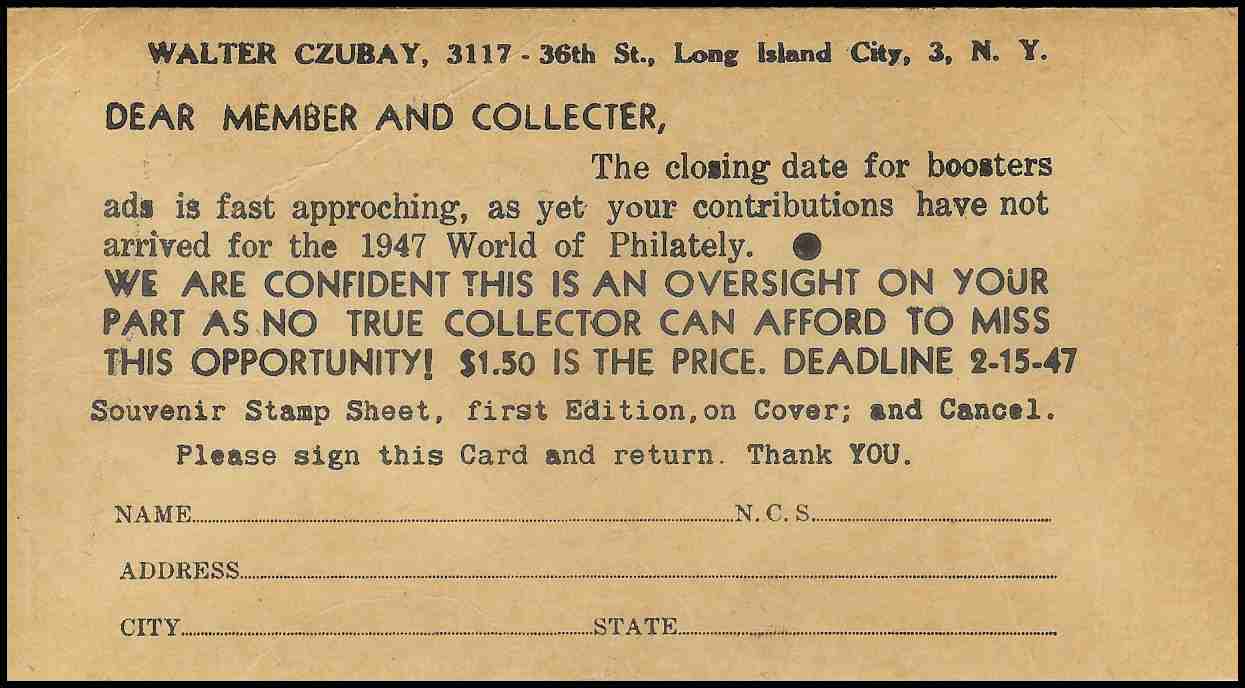 WALTER CZUBAY, 3117 - 36th St., Long Island City, 3, N. Y.
DEAR MEMBER AND COLLECTER,
The closing date for boosters
ads is fast approching, as yet your contributions have not
arrived for the 1947 World of Philately. ●
WE ARE CONFIDENT THIS IS AN OVERSIGHT ON YOUR
PART AS NO TRUE COLLECTOR CAN AFFORD TO MISS
THIS OPPORTUNITY! $1.50 IS THE PRICE. DEADLINE 2-15-47
Souvenir Stamp Sheet, first Edition, on Cover; and Cancel.
Please sign this Card and return. Thank YOU.
NAME..........N. C. S..........
ADDRESS..........
CITY..........STATE..........